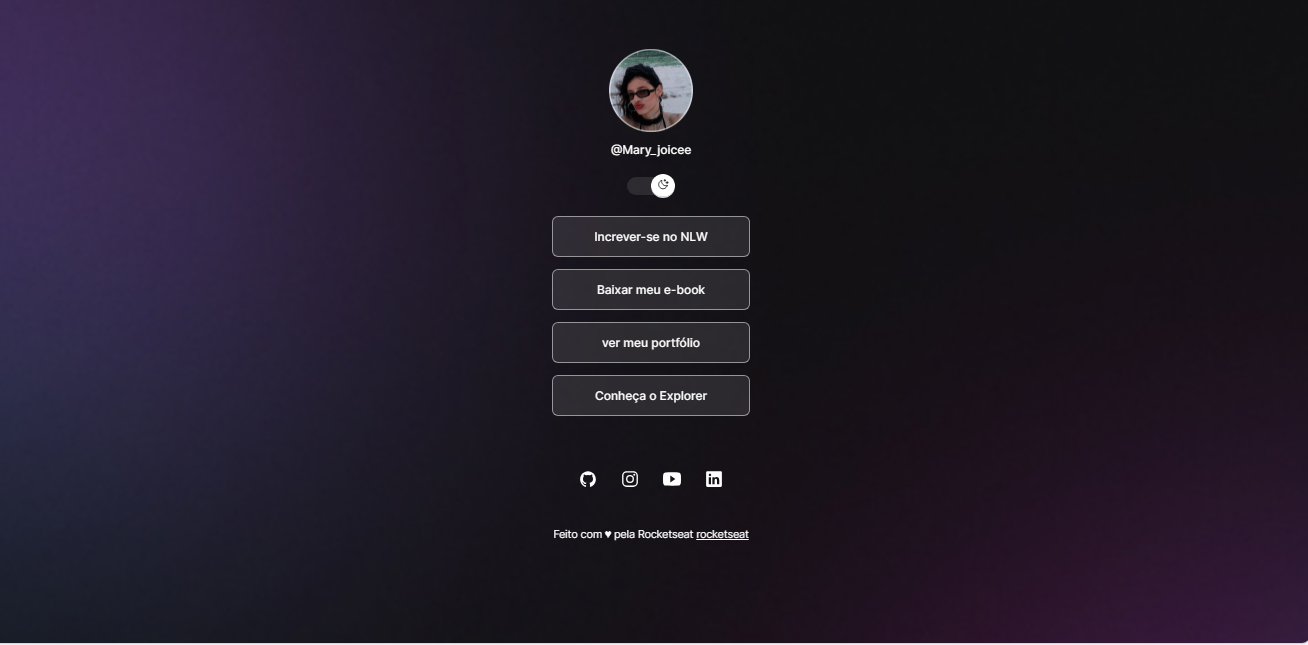 @Mary_joicee
Increver-se no NLW
Baixar meu e-book
ver meu portfólio
Conheça o Explorer
Feito com ♥ pela Rocketseat rocketseat